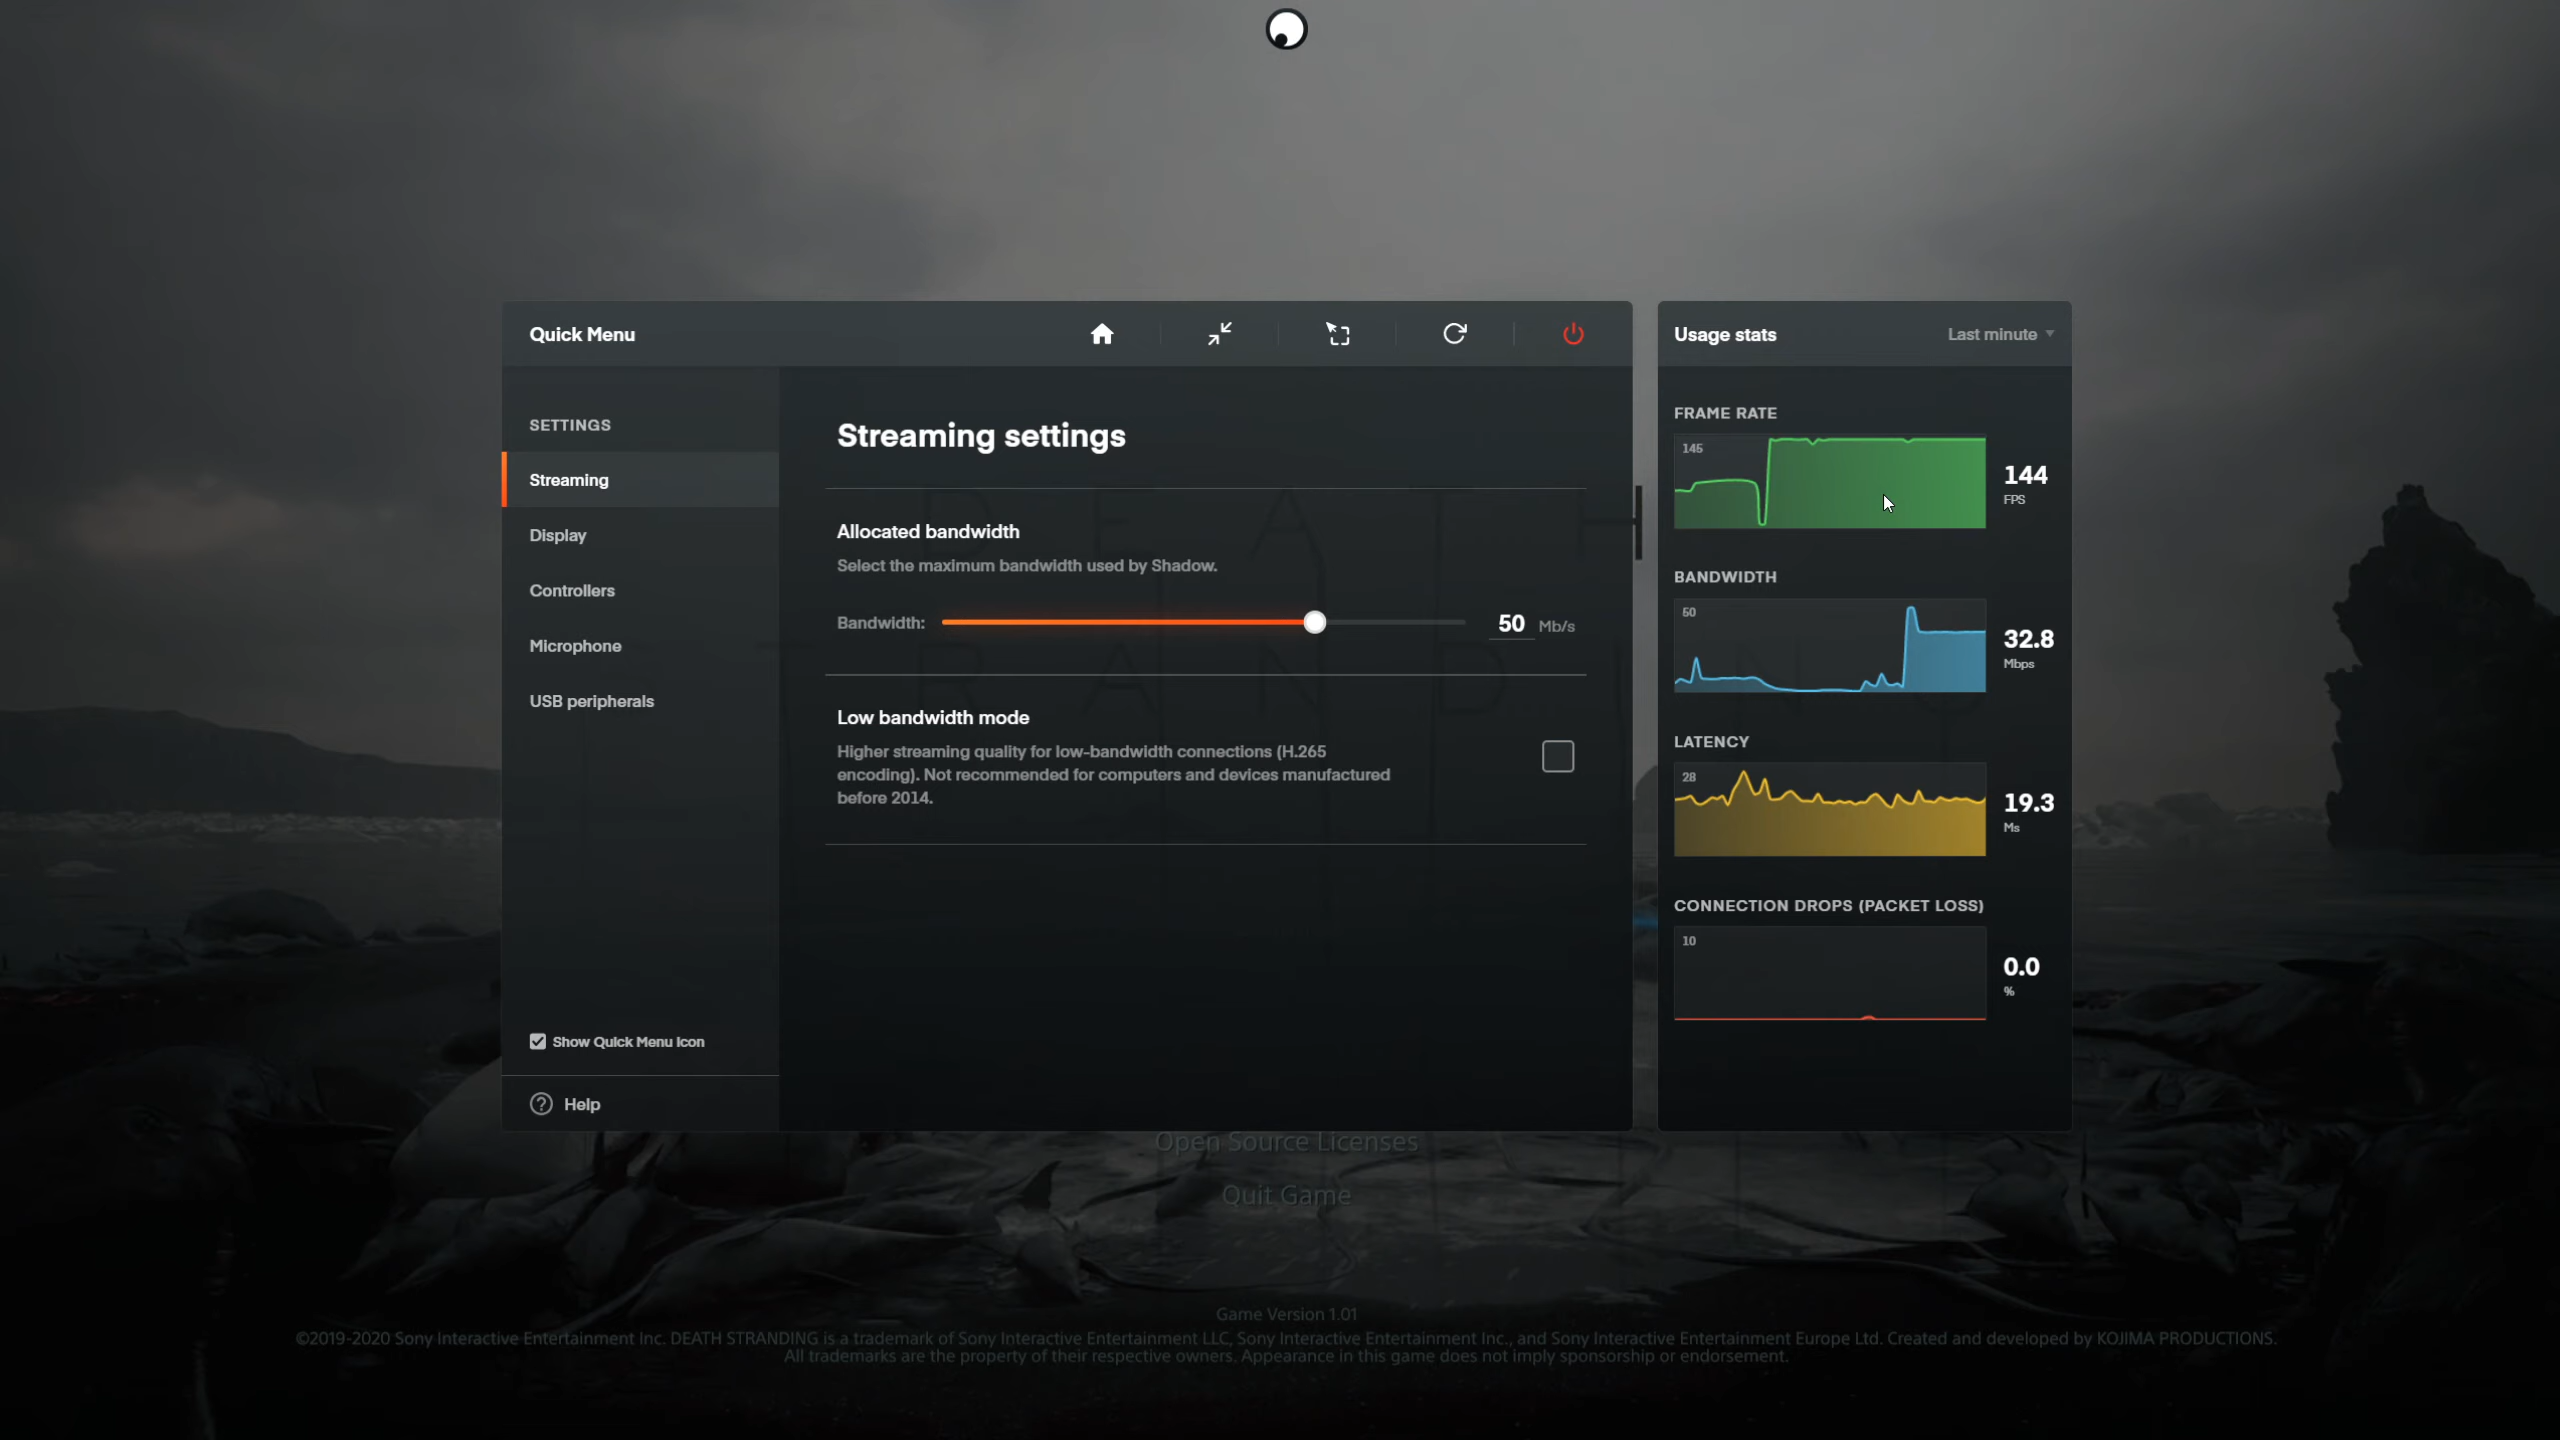 Quick Menu
SETTINGS
Streaming
Display
Controllers
Microphone
USB peripherals
Show Quick Menu Icon
Help
Streaming settings
Allocated bandwidth
Select the maximum bandwidth used by Shadow.
Bandwidth: 50 Mb/s
Low bandwidth mode
Higher streaming quality for low-bandwidth connections (H.265
encoding). Not recommended for computers and devices manufactured
before 2014.
Usage stats Last minute
FRAME RATE
145
144
FPS
BANDWIDTH
50
32.8
Mbps
LATENCY
28
19.3
Ms
CONNECTION DROPS (PACKET LOSS)
10
0.0
%
Open Source Licenses
Quit Game
Game Version 1.01
©2019-2020 Sony Interactive Entertainment Inc. DEATH STRANDING is a trademark of Sony Interactive Entertainment LLC, Sony Interactive Entertainment Inc., and Sony Interactive Entertainment Europe Ltd. Created and developed by KOJIMA PRODUCTIONS.
All trademarks are the property of their respective owners. Appearance in this game does not imply sponsorship or endorsement.